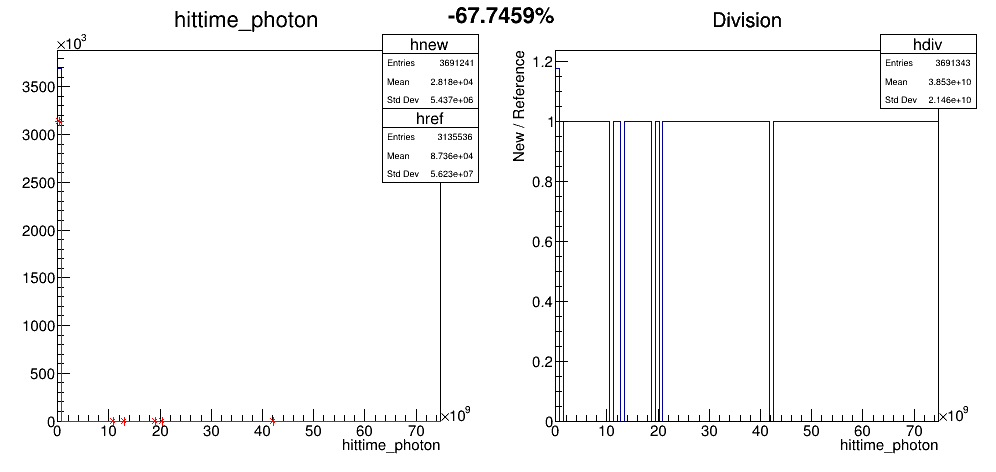 -67.7459%
hittime_photon
×10³
hnew
Entries 3691241
Mean 2.818e+04
Std Dev 5.437e+06
href
Entries 3135536
Mean 8.736e+04
Std Dev 5.623e+07
3500
3000
2500
2000
1500
1000
500
0
0 10 20 30 40 50 60 70
×10⁹
hittime_photon
Division
hdiv
Entries 3691343
Mean 3.853e+10
Std Dev 2.146e+10
New / Reference
1.2
1
0.8
0.6
0.4
0.2
0
0 10 20 30 40 50 60 70
×10⁹
hittime_photon